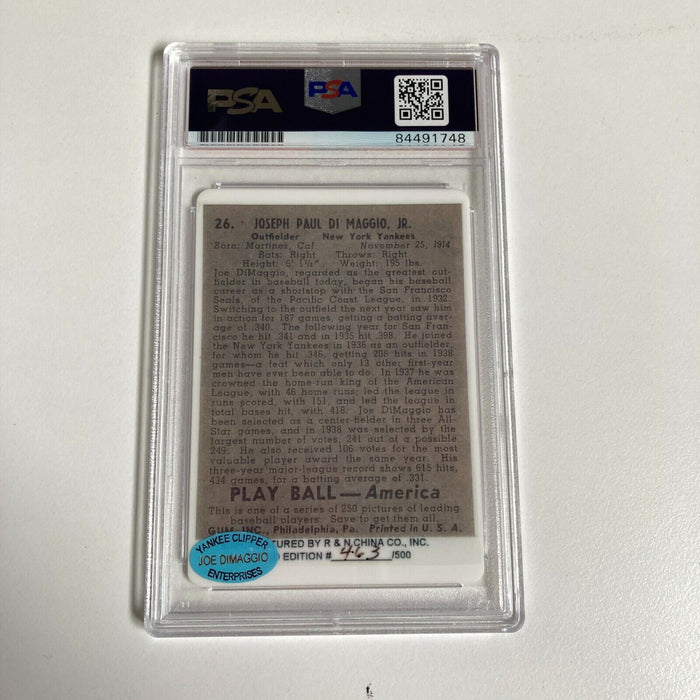 PSA
PSA
84491748
26. JOSEPH PAUL DI MAGGIO, JR.
Outfielder New York Yankees
Born: Martinez, Cal. November 25, 1914
Bats: Right Throws: Right
Height: 6' 1½" Weight: 195 lbs.
Joe DiMaggio, regarded as the greatest out-
fielder in baseball today, began his baseball
career as a shortstop with the San Francisco
Seals, of the Pacific Coast League, in 1932.
Switching to the outfield the next year saw him
in action for 187 games, getting a batting average
of .340. The following year for San Fran-
cisco he hit .341 and in 1935 hit .398. He joined
the New York Yankees in 1936 as an outfielder,
for whom he hit .346, getting 206 hits in 1938
games—a feat which only 13 other first-year
men have ever been able to do. In 1937 he was
crowned the home-run king of the American
League, with 46 home runs; led the league in
runs scored, with 151, and led the league in
total bases hit, with 418. Joe DiMaggio has
been selected as a center-fielder in three All-
Star games, and in 1938 was selected by the
largest number of votes, 241 out of a possible
249. He also received 106 votes for the most
valuable player award the same year. His
three-year major-league record shows 615 hits,
434 games, for a batting average of .331.
PLAY BALL — America
This is one of a series of 250 pictures of leading
baseball players. Save to get them all.
GUM, INC., Philadelphia, Pa. Printed in U. S. A.
TURED BY R & N CHINA CO., INC.
EDITION # 463 /500
YANKEE CLIPPER
JOE DIMAGGIO
ENTERPRISES